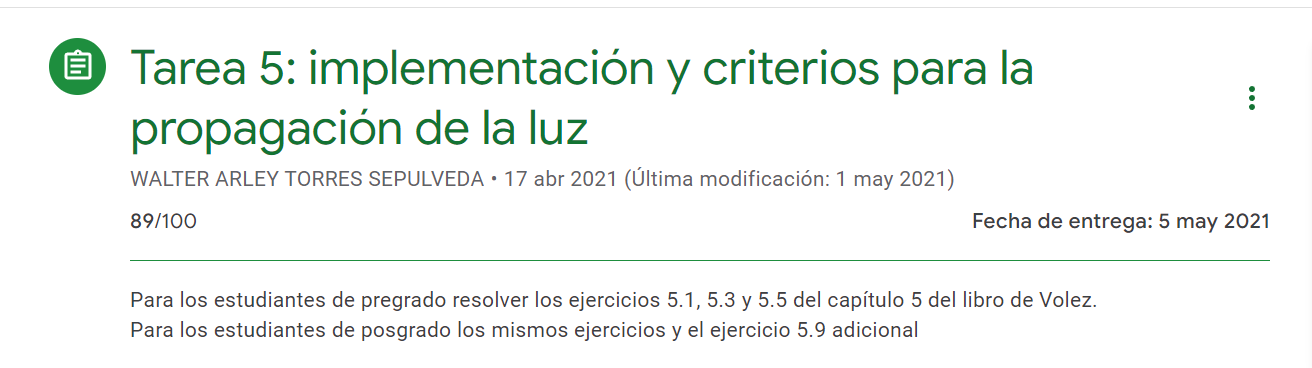 Tarea 5: implementación y criterios para la
propagación de la luz
WALTER ARLEY TORRES SEPULVEDA • 17 abr 2021 (Última modificación: 1 may 2021)
89/100 Fecha de entrega: 5 may 2021
Para los estudiantes de pregrado resolver los ejercicios 5.1, 5.3 y 5.5 del capítulo 5 del libro de Volez.
Para los estudiantes de posgrado los mismos ejercicios y el ejercicio 5.9 adicional